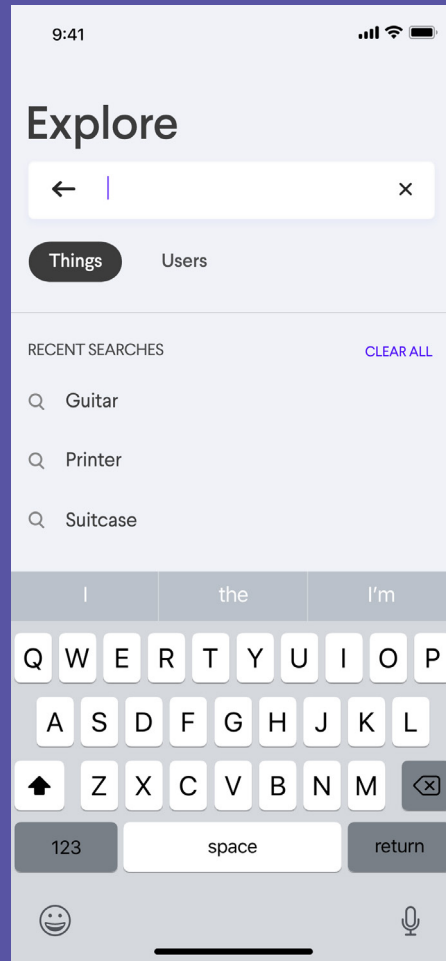 9:41
Explore
Things Users
RECENT SEARCHES CLEAR ALL
Guitar
Printer
Suitcase
I the I'm
Q W E R T Y U I O P
A S D F G H J K L
Z X C V B N M
123 space return